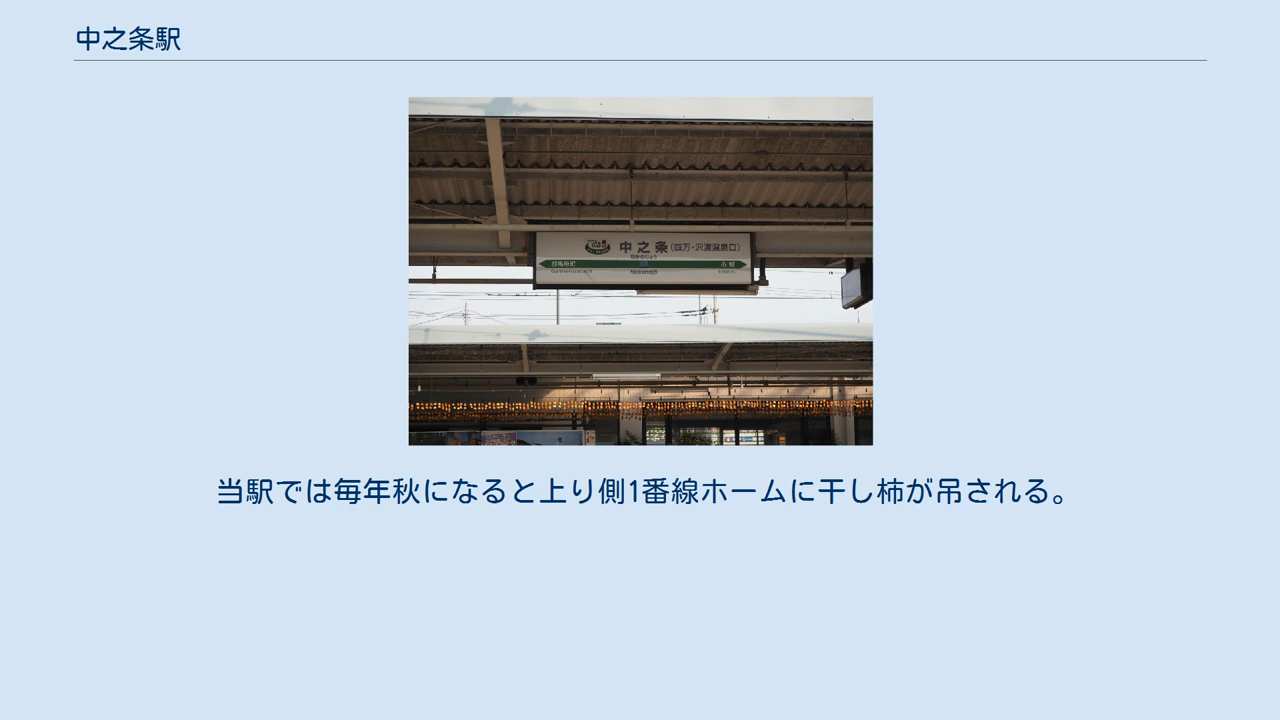 中之条駅
中之条(四万・沢渡温泉口)
なかのじょう
群馬原町
市城
Nakanojō
当駅では毎年秋になると上り側1番線ホームに干し柿が吊される。